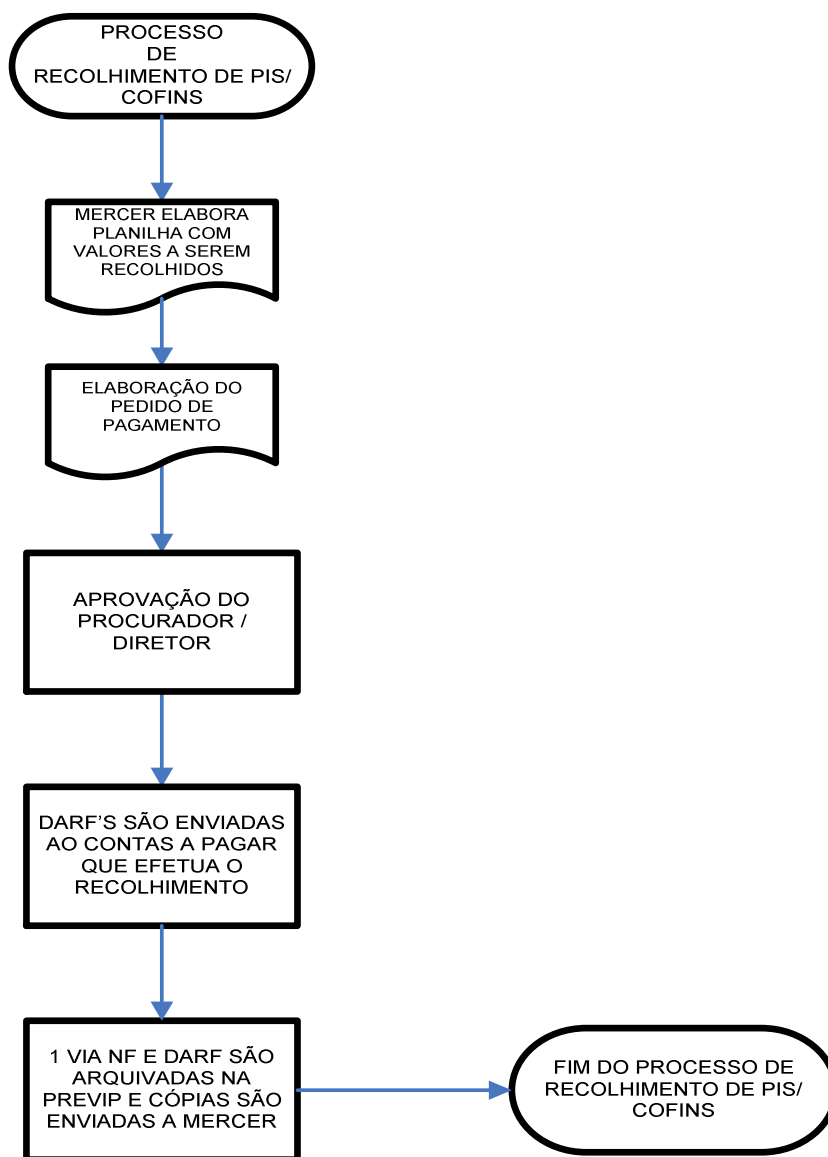 PROCESSO
DE
RECOLHIMENTO DE PIS/
COFINS
MERCER ELABORA
PLANILHA COM
VALORES A SEREM
RECOLHIDOS
ELABORAÇÃO DO
PEDIDO DE
PAGAMENTO
APROVAÇÃO DO
PROCURADOR /
DIRETOR
DARF'S SÃO ENVIADAS
AO CONTAS A PAGAR
QUE EFETUA O
RECOLHIMENTO
1 VIA NF E DARF SÃO
ARQUIVADAS NA
PREVIP E CÓPIAS SÃO
ENVIADAS A MERCER
FIM DO PROCESSO DE
RECOLHIMENTO DE PIS/
COFINS